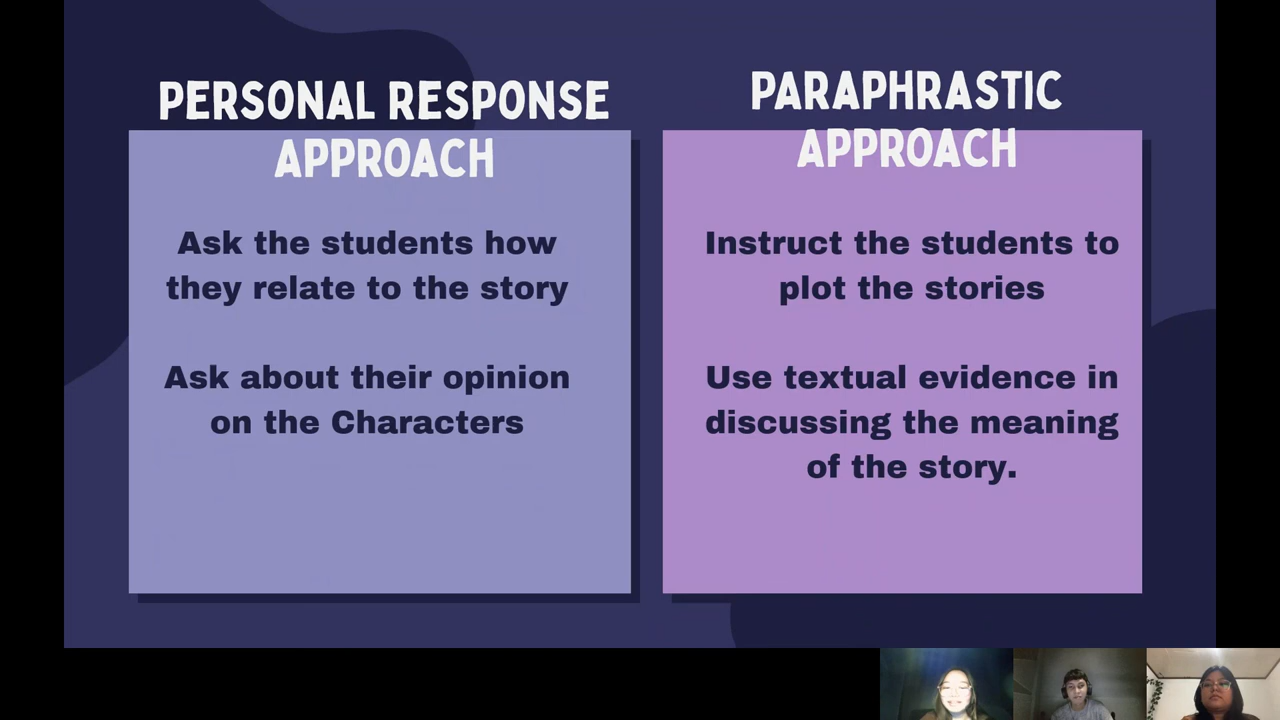 PERSONAL RESPONSE
APPROACH
Ask the students how
they relate to the story
Ask about their opinion
on the Characters
PARAPHRASTIC
APPROACH
Instruct the students to
plot the stories
Use textual evidence in
discussing the meaning
of the story.